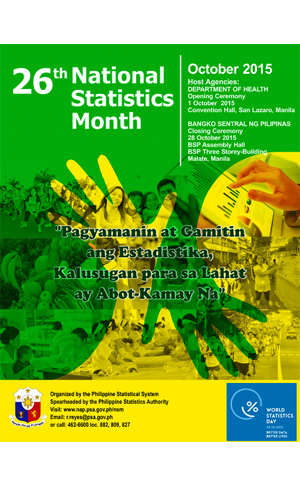 26th National
Statistics
Month
October 2015
Host Agencies:
DEPARTMENT OF HEALTH
Opening Ceremony
1 October 2015
Convention Hall, San Lazaro, Manila
BANGKO SENTRAL NG PILIPINAS
Closing Ceremony
28 October 2015
BSP Assembly Hall
BSP Three Storey-Building
Malate, Manila
"Pagyamanin at Gamitin
ang Estadistika,
Kalusugan para sa Lahat
ay Abot-Kamay Na"
Organized by the Philippine Statistical System
Spearheaded by the Philippine Statistics Authority
Visit: www.nap.psa.gov.ph/nsm
Email: r.reyes@psa.gov.ph
or call: 462-6600 loc. 882, 809, 827
WORLD
STATISTICS
DAY
20.10.2015
BETTER DATA.
BETTER LIVES.